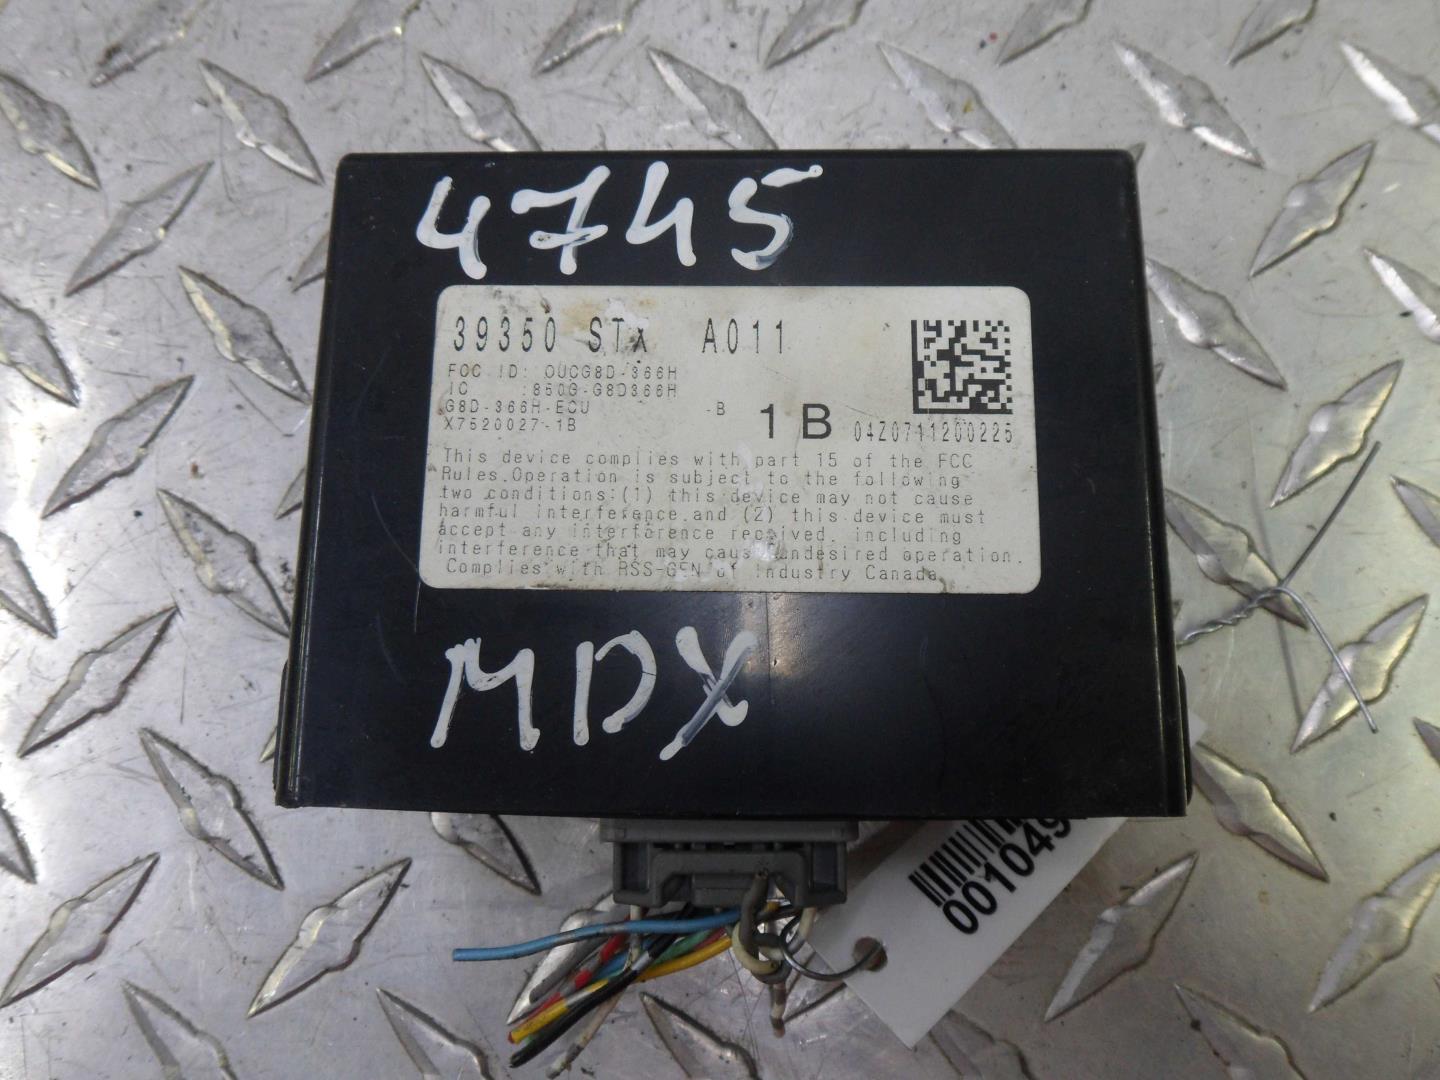 4745
39350 STX A011
FCC ID: OUCG8D-366H
IC :850G-G8D366H
G8D-366H-ECU -B
X7520027-1B
1B
04Z0711200225
This device complies with part 15 of the FCC
Rules.Operation is subject to the following
two conditions:(1) this device may not cause
harmful interference,and (2) this device must
accept any interference received, including
interference that may cause undesired operation.
Complies with RSS-GEN of Industry Canada
MDX
001049